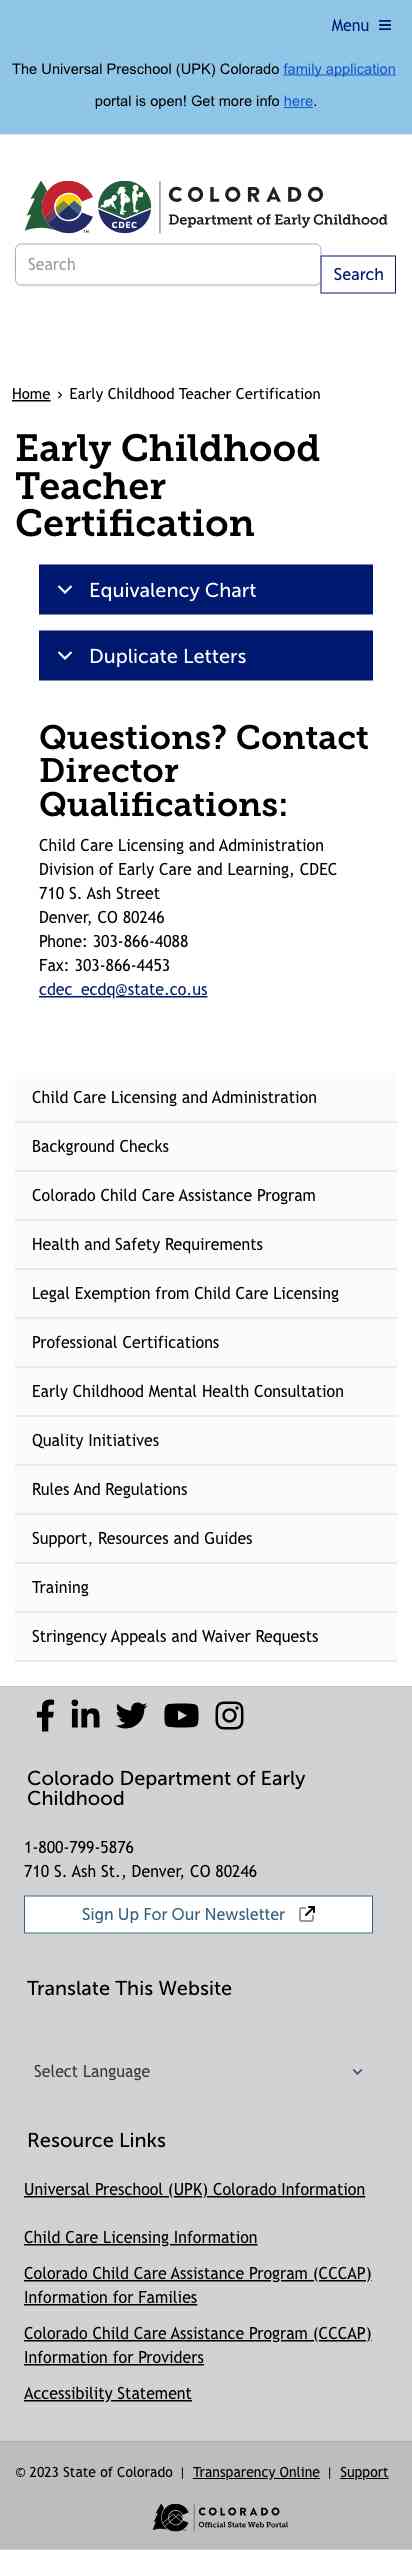 Menu
The Universal Preschool (UPK) Colorado family application
portal is open! Get more info here.
COLORADO
Department of Early Childhood
CDEC
TM
Search
Search
Home › Early Childhood Teacher Certification
Early Childhood
Teacher
Certification
Equivalency Chart
Duplicate Letters
Questions? Contact
Director
Qualifications:
Child Care Licensing and Administration
Division of Early Care and Learning, CDEC
710 S. Ash Street
Denver, CO 80246
Phone: 303-866-4088
Fax: 303-866-4453
cdec_ecdq@state.co.us
Child Care Licensing and Administration
Background Checks
Colorado Child Care Assistance Program
Health and Safety Requirements
Legal Exemption from Child Care Licensing
Professional Certifications
Early Childhood Mental Health Consultation
Quality Initiatives
Rules And Regulations
Support, Resources and Guides
Training
Stringency Appeals and Waiver Requests
Colorado Department of Early
Childhood
1-800-799-5876
710 S. Ash St., Denver, CO 80246
Sign Up For Our Newsletter
Translate This Website
Select Language
Resource Links
Universal Preschool (UPK) Colorado Information
Child Care Licensing Information
Colorado Child Care Assistance Program (CCCAP)
Information for Families
Colorado Child Care Assistance Program (CCCAP)
Information for Providers
Accessibility Statement
© 2023 State of Colorado | Transparency Online | Support
COLORADO
Official State Web Portal